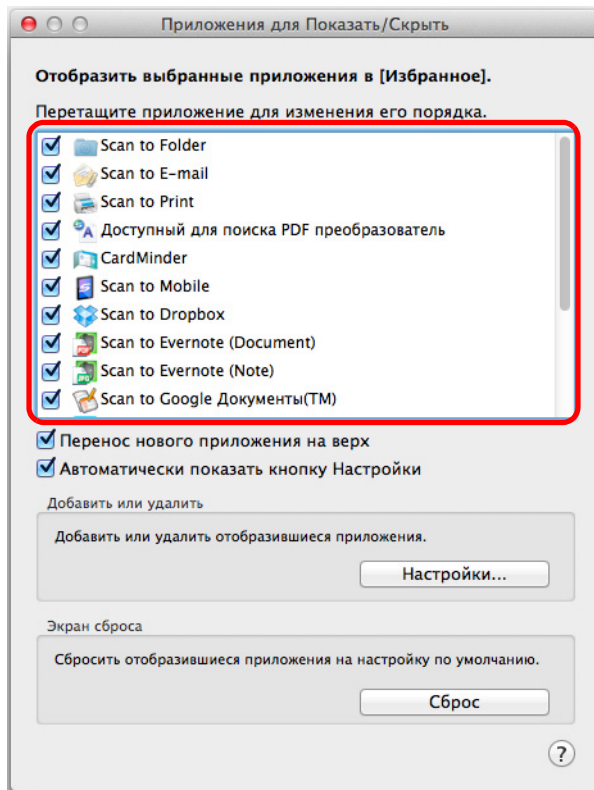 Приложения для Показать/Скрыть
Отобразить выбранные приложения в [Избранное].
Перетащите приложение для изменения его порядка.
Scan to Folder
Scan to E-mail
Scan to Print
Доступный для поиска PDF преобразователь
CardMinder
Scan to Mobile
Scan to Dropbox
Scan to Evernote (Document)
Scan to Evernote (Note)
Scan to Google Документы(TM)
Перенос нового приложения на верх
Автоматически показать кнопку Настройки
Добавить или удалить
Добавить или удалить отобразившиеся приложения.
Настройки...
Экран сброса
Сбросить отобразившиеся приложения на настройку по умолчанию.
Сброс
?